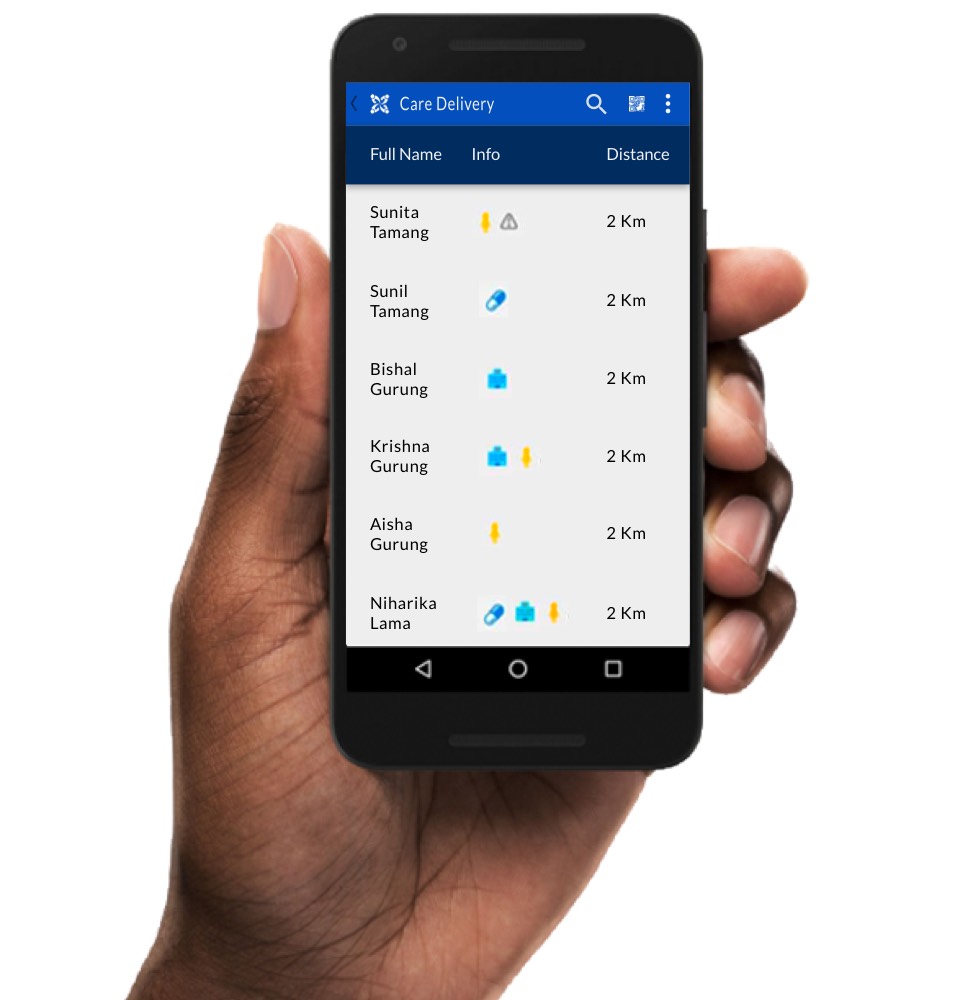 Care Delivery
Full Name Info Distance
Sunita
Tamang
2 Km
Sunil
Tamang
2 Km
Bishal
Gurung
2 Km
Krishna
Gurung
2 Km
Aisha
Gurung
2 Km
Niharika
Lama
2 Km